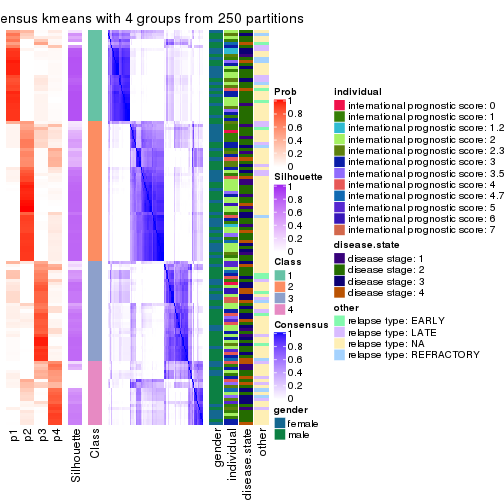 ensus kmeans with 4 groups from 250 partitions
p1
p2
p3
p4
Silhouette
Class
gender
individual
disease.state
other
Prob
1
0.8
0.6
0.4
0.2
0
Silhouette
1
0.8
0.6
0.4
0.2
0
Class
1
2
3
4
Consensus
1
0.8
0.6
0.4
0.2
0
gender
female
male
individual
international prognostic score: 0
international prognostic score: 1
international prognostic score: 1.2
international prognostic score: 2
international prognostic score: 2.3
international prognostic score: 3
international prognostic score: 3.5
international prognostic score: 4
international prognostic score: 4.7
international prognostic score: 5
international prognostic score: 6
international prognostic score: 7
disease.state
disease stage: 1
disease stage: 2
disease stage: 3
disease stage: 4
other
relapse type: EARLY
relapse type: LATE
relapse type: NA
relapse type: REFRACTORY